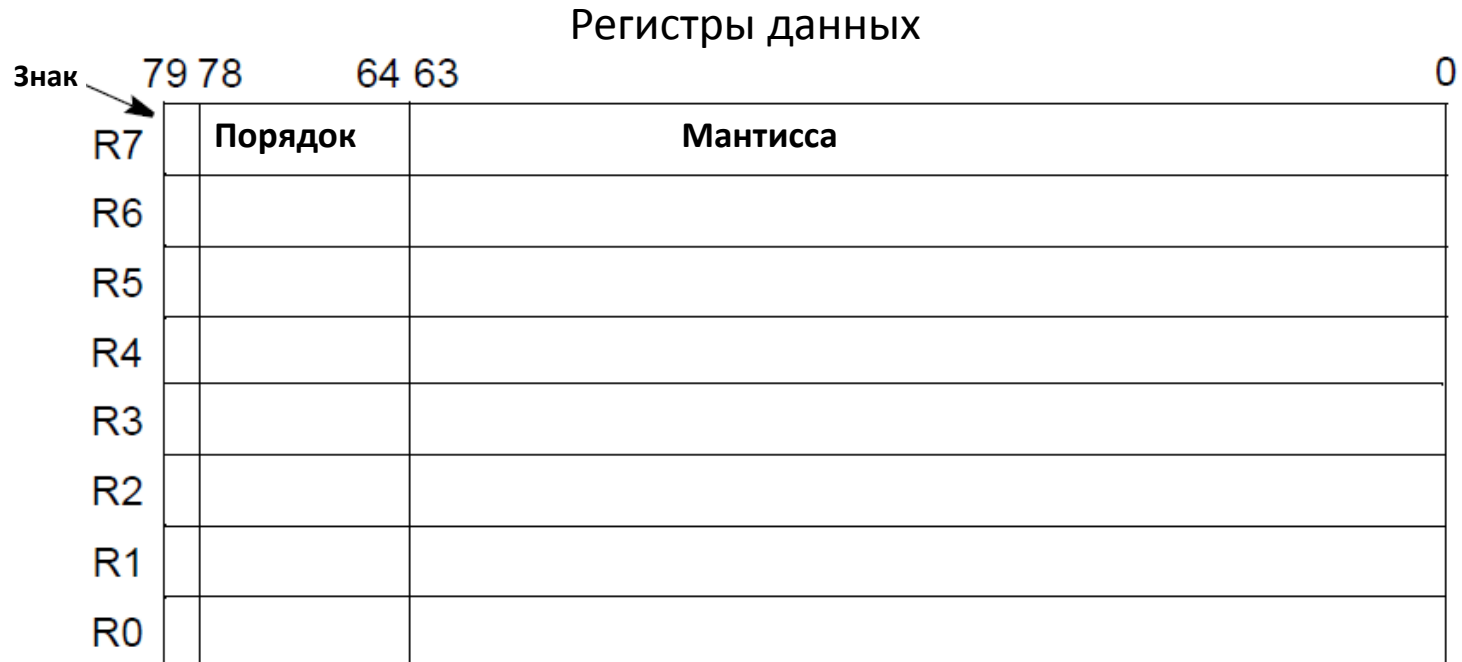 Регистры данных
Знак 79 78 64 63 0
R7 Порядок Мантисса
R6
R5
R4
R3
R2
R1
R0